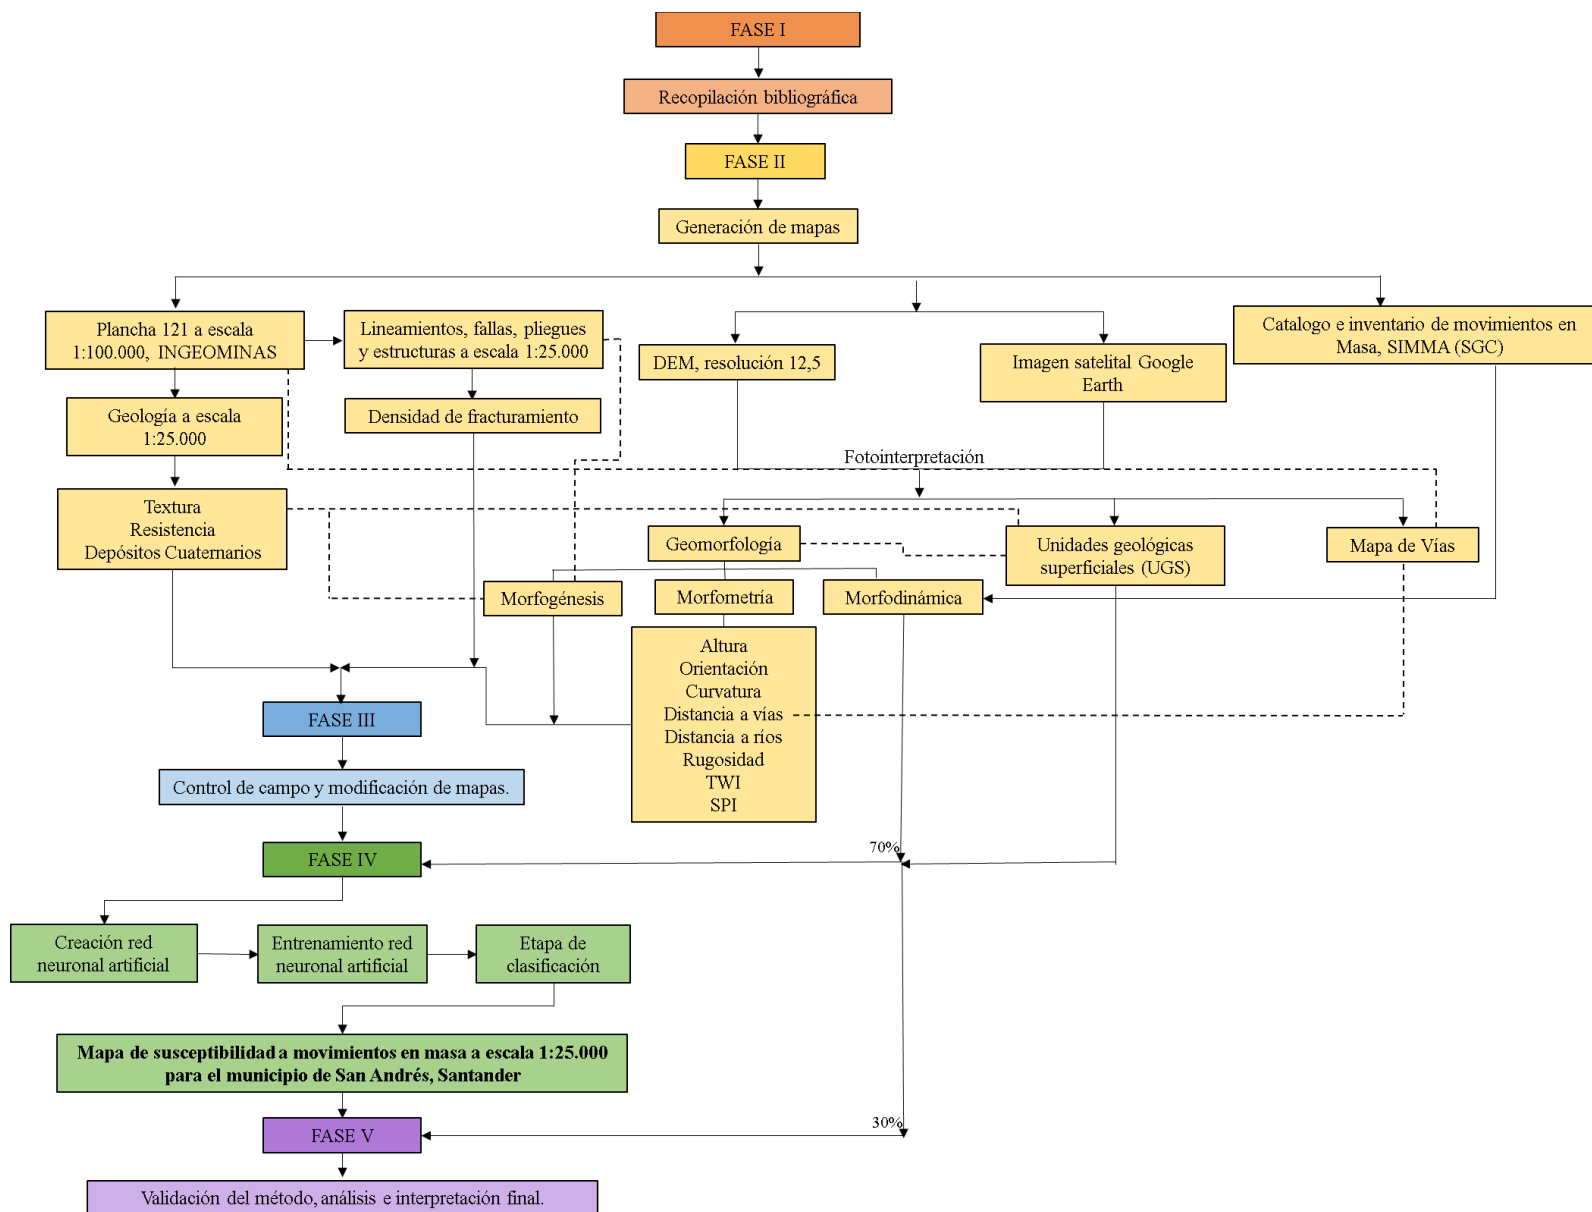 FASE I
Recopilación bibliográfica
FASE II
Generación de mapas
Plancha 121 a escala
1:100.000, INGEOMINAS
Lineamientos, fallas, pliegues
y estructuras a escala 1:25.000
DEM, resolución 12,5
Imagen satelital Google
Earth
Catalogo e inventario de movimientos en
Masa, SIMMA (SGC)
Geología a escala
1:25.000
Densidad de fracturamiento
Fotointerpretación
Textura
Resistencia
Depósitos Cuaternarios
Geomorfología
Unidades geológicas
superficiales (UGS)
Mapa de Vías
Morfogénesis
Morfometría
Morfodinámica
Altura
Orientación
Curvatura
Distancia a vías
Distancia a ríos
Rugosidad
TWI
SPI
FASE III
Control de campo y modificación de mapas.
FASE IV
70%
Creación red
neuronal artificial
Entrenamiento red
neuronal artificial
Etapa de
clasificación
Mapa de susceptibilidad a movimientos en masa a escala 1:25.000
para el municipio de San Andrés, Santander
FASE V
30%
Validación del método, análisis e interpretación final.